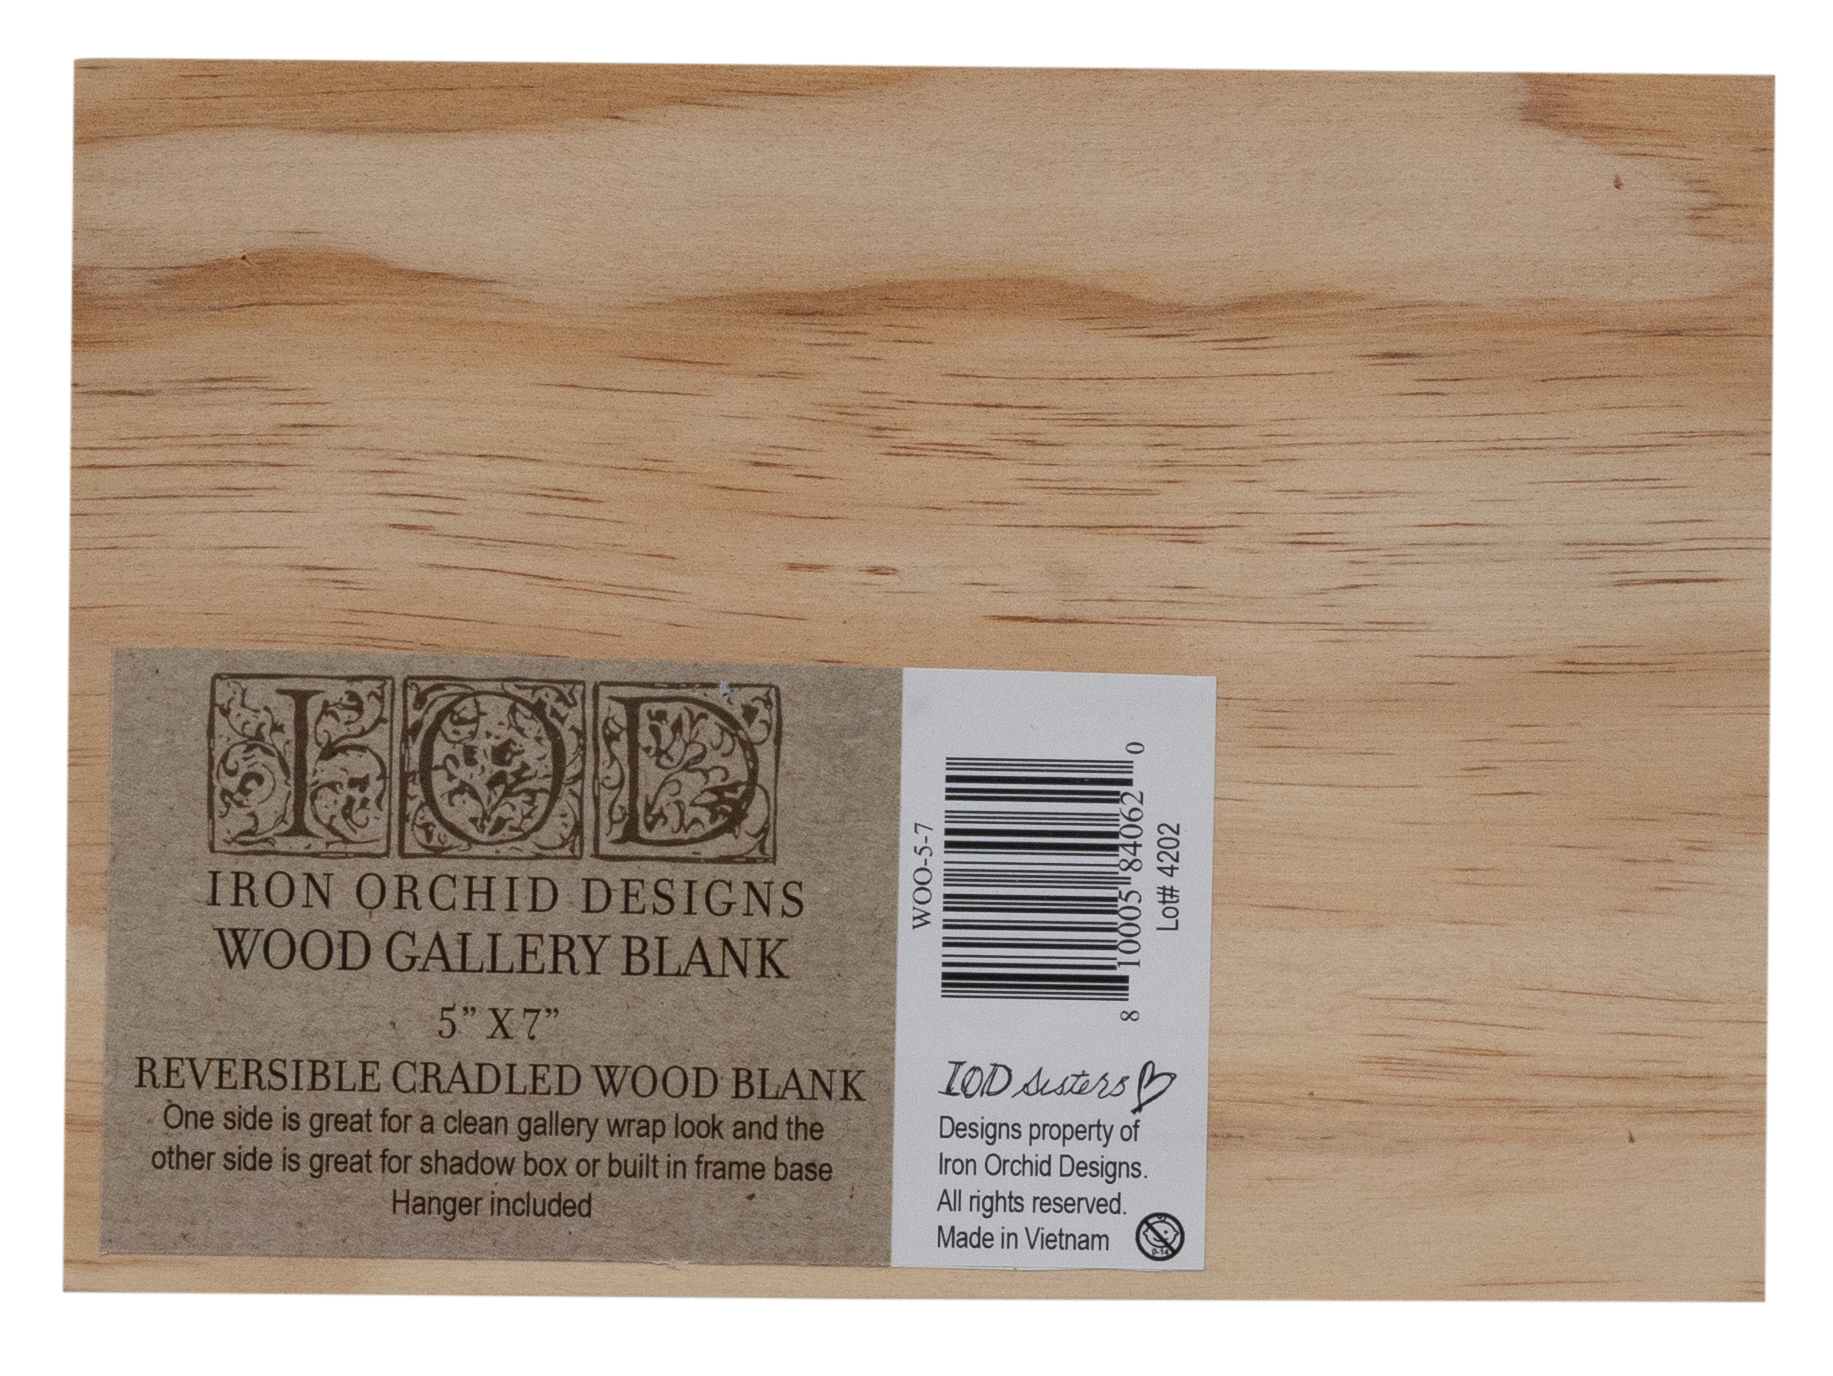 IOD
IRON ORCHID DESIGNS
WOOD GALLERY BLANK
5” X 7”
REVERSIBLE CRADLED WOOD BLANK
One side is great for a clean gallery wrap look and the
other side is great for shadow box or built in frame base
Hanger included
WOO-5-7
8 10005 84062 0
Lot# 4202
IOD sisters
Designs property of
Iron Orchid Designs.
All rights reserved.
Made in Vietnam
0-14